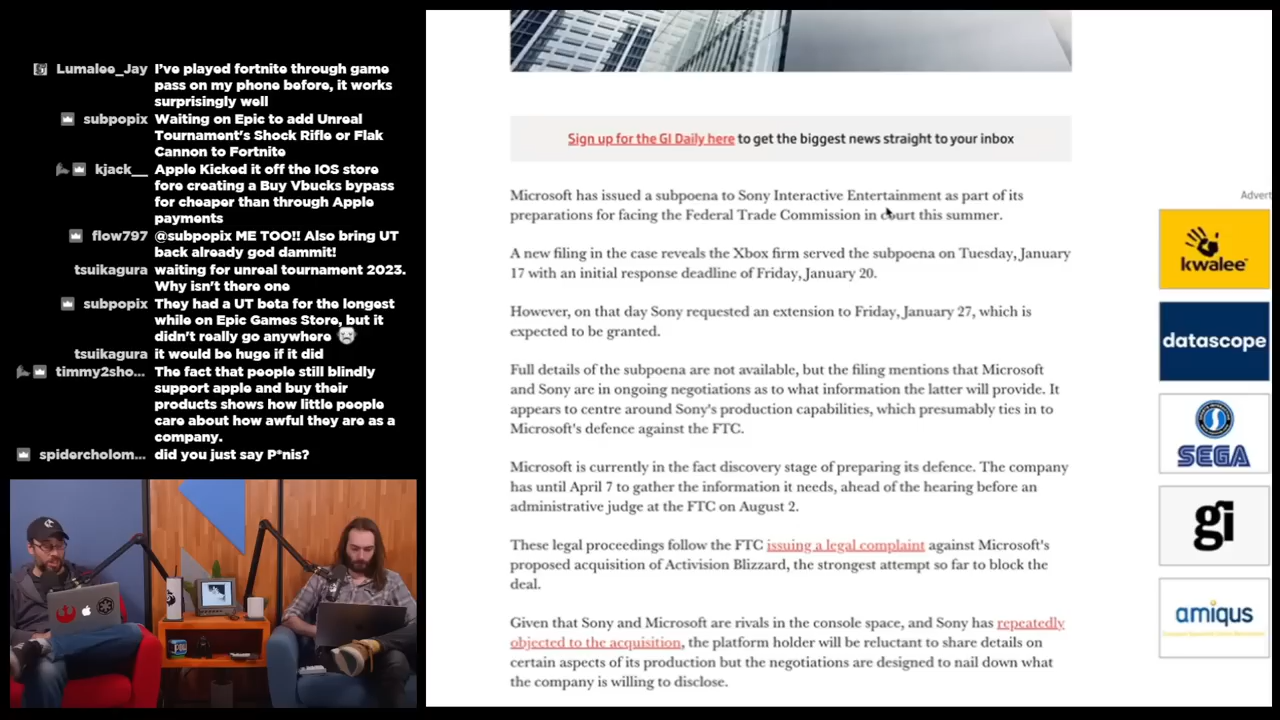 Lumalee_Jay I've played fortnite through game
pass on my phone before, it works
surprisingly well
subpopix Waiting on Epic to add Unreal
Tournament's Shock Rifle or Flak
Cannon to Fortnite
kjack__ Apple Kicked it off the IOS store
fore creating a Buy Vbucks bypass
for cheaper than through Apple
payments
flow797 @subpopix ME TOO!! Also bring UT
back already god dammit!
tsuikagura waiting for unreal tournament 2023.
Why isn't there one
subpopix They had a UT beta for the longest
while on Epic Games Store, but it
didn't really go anywhere
tsuikagura it would be huge if it did
timmy2sho... The fact that people still blindly
support apple and buy their
products shows how little people
care about how awful they are as a
company.
spidercholom... did you just say P*nis?
Sign up for the GI Daily here to get the biggest news straight to your inbox
Microsoft has issued a subpoena to Sony Interactive Entertainment as part of its
preparations for facing the Federal Trade Commission in court this summer.
A new filing in the case reveals the Xbox firm served the subpoena on Tuesday, January
17 with an initial response deadline of Friday, January 20.
However, on that day Sony requested an extension to Friday, January 27, which is
expected to be granted.
Full details of the subpoena are not available, but the filing mentions that Microsoft
and Sony are in ongoing negotiations as to what information the latter will provide. It
appears to centre around Sony's production capabilities, which presumably ties in to
Microsoft's defence against the FTC.
Microsoft is currently in the fact discovery stage of preparing its defence. The company
has until April 7 to gather the information it needs, ahead of the hearing before an
administrative judge at the FTC on August 2.
These legal proceedings follow the FTC issuing a legal complaint against Microsoft's
proposed acquisition of Activision Blizzard, the strongest attempt so far to block the
deal.
Given that Sony and Microsoft are rivals in the console space, and Sony has repeatedly
objected to the acquisition, the platform holder will be reluctant to share details on
certain aspects of its production but the negotiations are designed to nail down what
the company is willing to disclose.
Advert
kwalee
datascope
SEGA
gi
amiqus